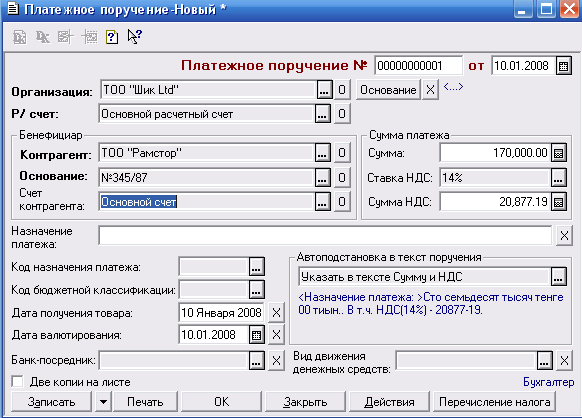 Платежное поручение-Новый *
Платежное поручение № 00000000001 от 10.01.2008
Организация: ТОО "Шик Ltd" ... О Основание X <...>
Р/ счет: Основной расчетный счет ... О
Бенефициар
Контрагент: ТОО "Рамстор" ... О
Основание: №345/87 ... О
Счет контрагента: Основной счет ... О
Сумма платежа
Сумма: 170,000.00
Ставка НДС: 14% ...
Сумма НДС: 20,877.19
Назначение платежа: X
Код назначения платежа: ...
Код бюджетной классификации: ...
Дата получения товара: 10 Января 2008 X
Дата валютирования: 10.01.2008 X
Автоподстановка в текст поручения
Указать в тексте Сумму и НДС ...
<Назначение платежа: >Сто семьдесят тысяч тенге
00 тиын.. В т.ч. НДС(14%) - 20877-19.
Банк-посредник: ... X
Вид движения денежных средств: ... X
Две копии на листе
Бухгалтер
Записать Печать OK Закрыть Действия Перечисление налога